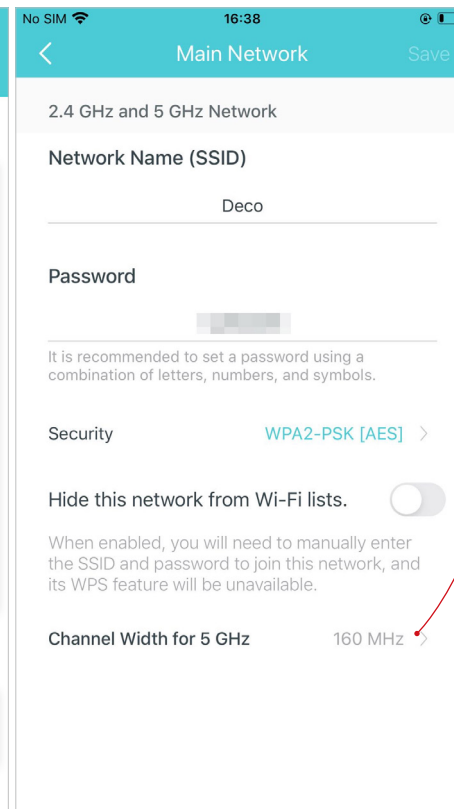 No SIM 16:38
Main Network Save
2.4 GHz and 5 GHz Network
Network Name (SSID)
Deco
Password
It is recommended to set a password using a
combination of letters, numbers, and symbols.
Security WPA2-PSK [AES]
Hide this network from Wi-Fi lists.
When enabled, you will need to manually enter
the SSID and password to join this network, and
its WPS feature will be unavailable.
Channel Width for 5 GHz 160 MHz